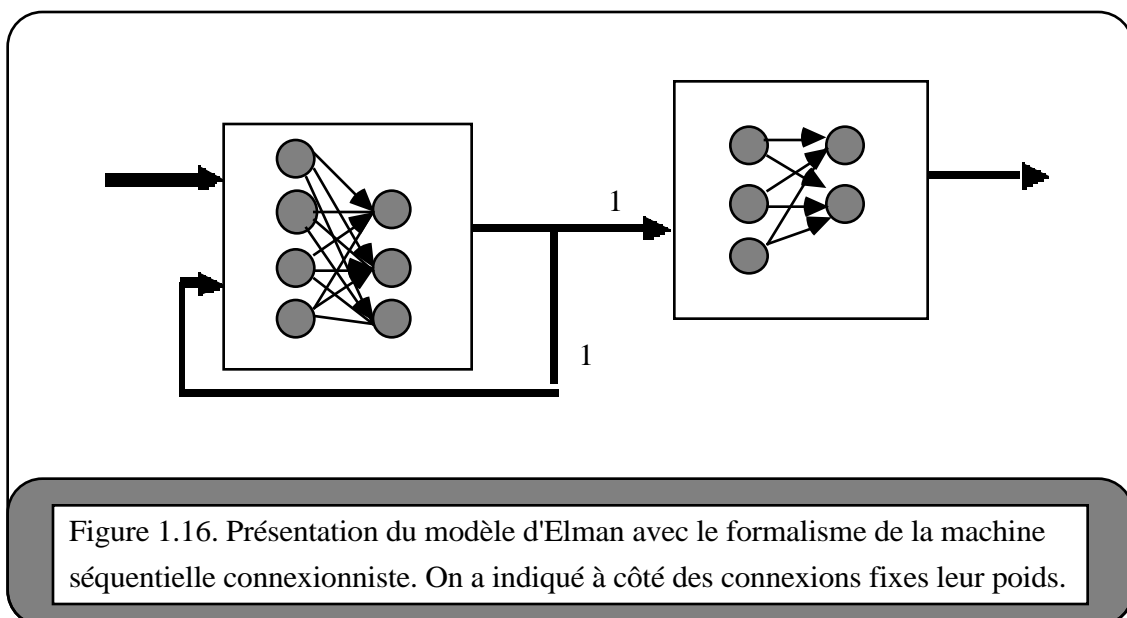 1
1
Figure 1.16. Présentation du modèle d'Elman avec le formalisme de la machine
séquentielle connexionniste. On a indiqué à côté des connexions fixes leur poids.